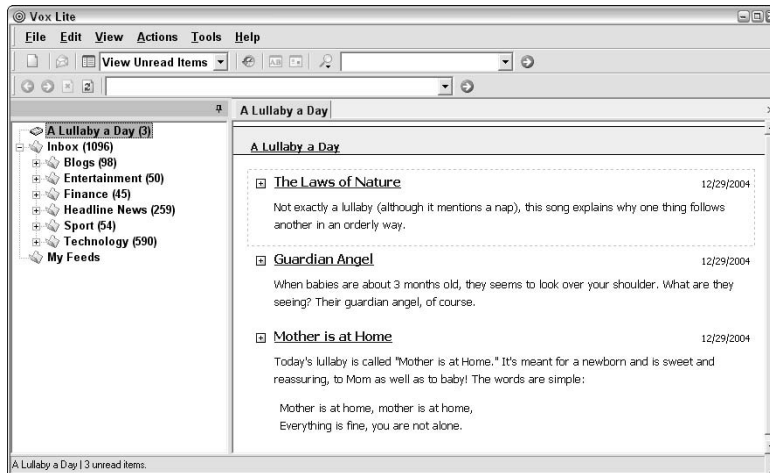 Vox Lite
File Edit View Actions Tools Help
View Unread Items
A Lullaby a Day
A Lullaby a Day (3)
Inbox (1096)
Blogs (98)
Entertainment (50)
Finance (45)
Headline News (259)
Sport (54)
Technology (590)
My Feeds
A Lullaby a Day
The Laws of Nature 12/29/2004
Not exactly a lullaby (although it mentions a nap), this song explains why one thing follows
another in an orderly way.
Guardian Angel 12/29/2004
When babies are about 3 months old, they seems to look over your shoulder. What are they
seeing? Their guardian angel, of course.
Mother is at Home 12/29/2004
Today's lullaby is called "Mother is at Home." It's meant for a newborn and is sweet and
reassuring, to Mom as well as to baby! The words are simple:
Mother is at home, mother is at home,
Everything is fine, you are not alone.
A Lullaby a Day | 3 unread items.